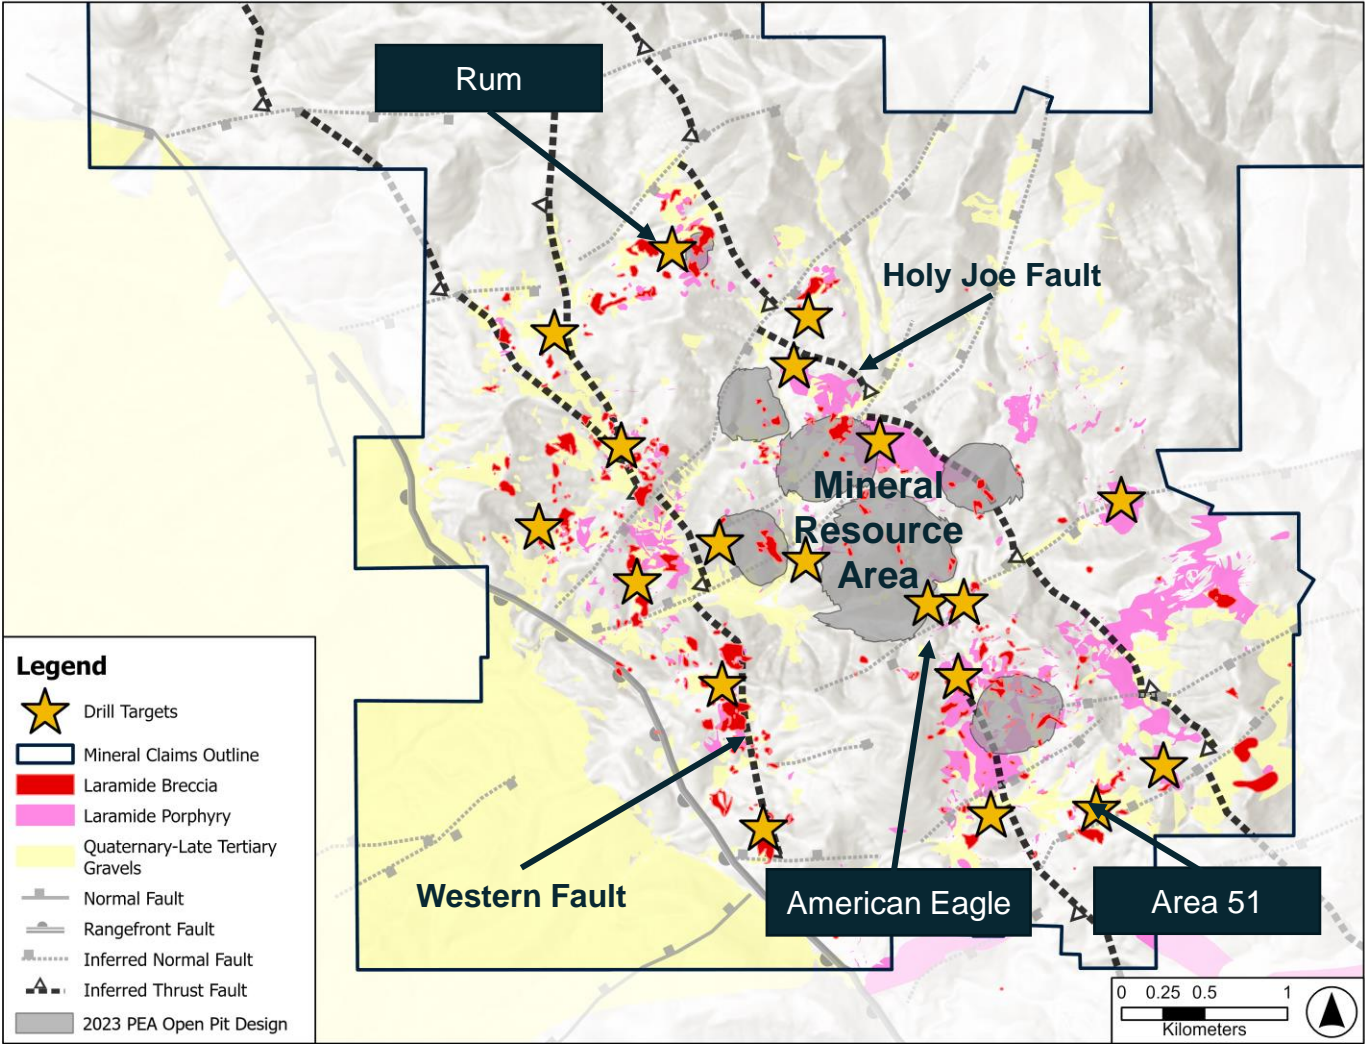 Rum
Holy Joe Fault
Mineral
Resource
Area
Western Fault
American Eagle
Area 51
Legend
Drill Targets
Mineral Claims Outline
Laramide Breccia
Laramide Porphyry
Quaternary-Late Tertiary
Gravels
Normal Fault
Rangefront Fault
Inferred Normal Fault
Inferred Thrust Fault
2023 PEA Open Pit Design
0 0.25 0.5 1
Kilometers